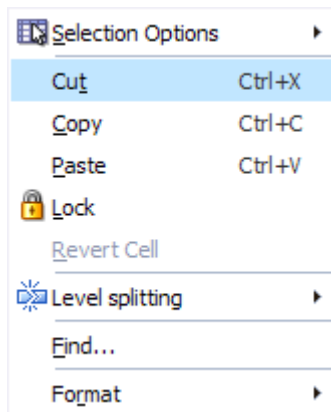 Selection Options
Cut Ctrl+X
Copy Ctrl+C
Paste Ctrl+V
Lock
Revert Cell
Level splitting
Find...
Format